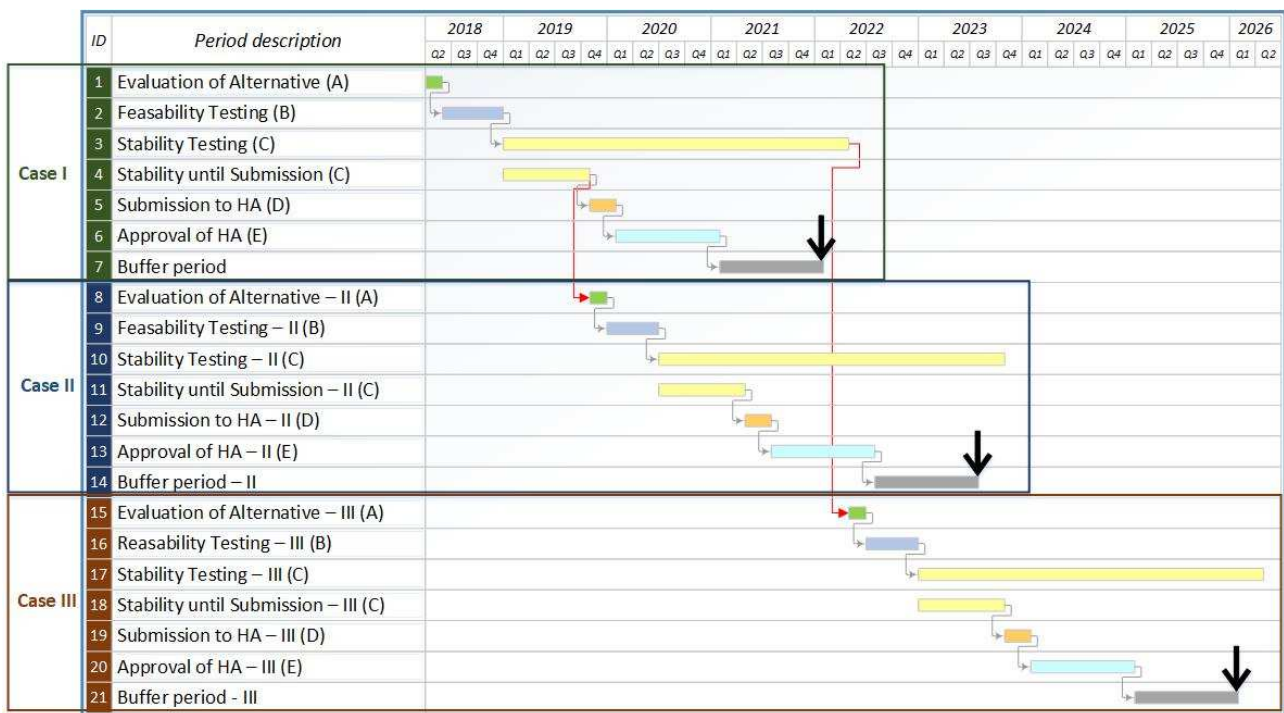 ID Period description 2018 2019 2020 2021 2022 2023 2024 2025 2026
Q2 Q3 Q4 Q1 Q2 Q3 Q4 Q1 Q2 Q3 Q4 Q1 Q2 Q3 Q4 Q1 Q2 Q3 Q4 Q1 Q2 Q3 Q4 Q1 Q2 Q3 Q4 Q1 Q2 Q3 Q4 Q1 Q2
Case I
1 Evaluation of Alternative (A)
2 Feasability Testing (B)
3 Stability Testing (C)
4 Stability until Submission (C)
5 Submission to HA (D)
6 Approval of HA (E)
7 Buffer period
Case II
8 Evaluation of Alternative – II (A)
9 Feasability Testing – II (B)
10 Stability Testing – II (C)
11 Stability until Submission – II (C)
12 Submission to HA – II (D)
13 Approval of HA – II (E)
14 Buffer period – II
Case III
15 Evaluation of Alternative – III (A)
16 Reasability Testing – III (B)
17 Stability Testing – III (C)
18 Stability until Submission – III (C)
19 Submission to HA – III (D)
20 Approval of HA – III (E)
21 Buffer period - III